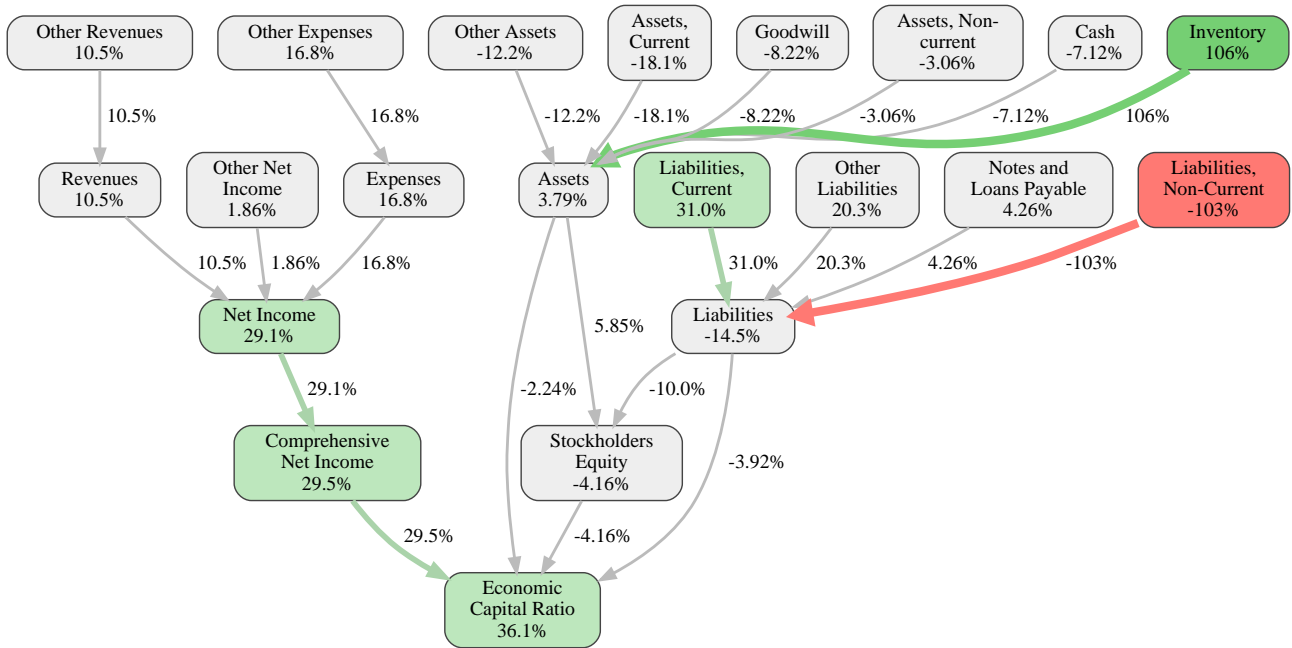 Other Revenues
10.5%
Other Expenses
16.8%
Other Assets
-12.2%
Assets,
Current
-18.1%
Goodwill
-8.22%
Assets, Non-
current
-3.06%
Cash
-7.12%
Inventory
106%
10.5%
16.8%
-12.2%
-18.1%
-8.22%
-3.06%
-7.12%
106%
Revenues
10.5%
Other Net
Income
1.86%
Expenses
16.8%
Assets
3.79%
Liabilities,
Current
31.0%
Other
Liabilities
20.3%
Notes and
Loans Payable
4.26%
Liabilities,
Non-Current
-103%
10.5%
1.86%
16.8%
31.0%
20.3%
4.26%
-103%
Net Income
29.1%
5.85%
Liabilities
-14.5%
29.1%
-2.24%
-10.0%
Comprehensive
Net Income
29.5%
Stockholders
Equity
-4.16%
-3.92%
29.5%
-4.16%
Economic
Capital Ratio
36.1%